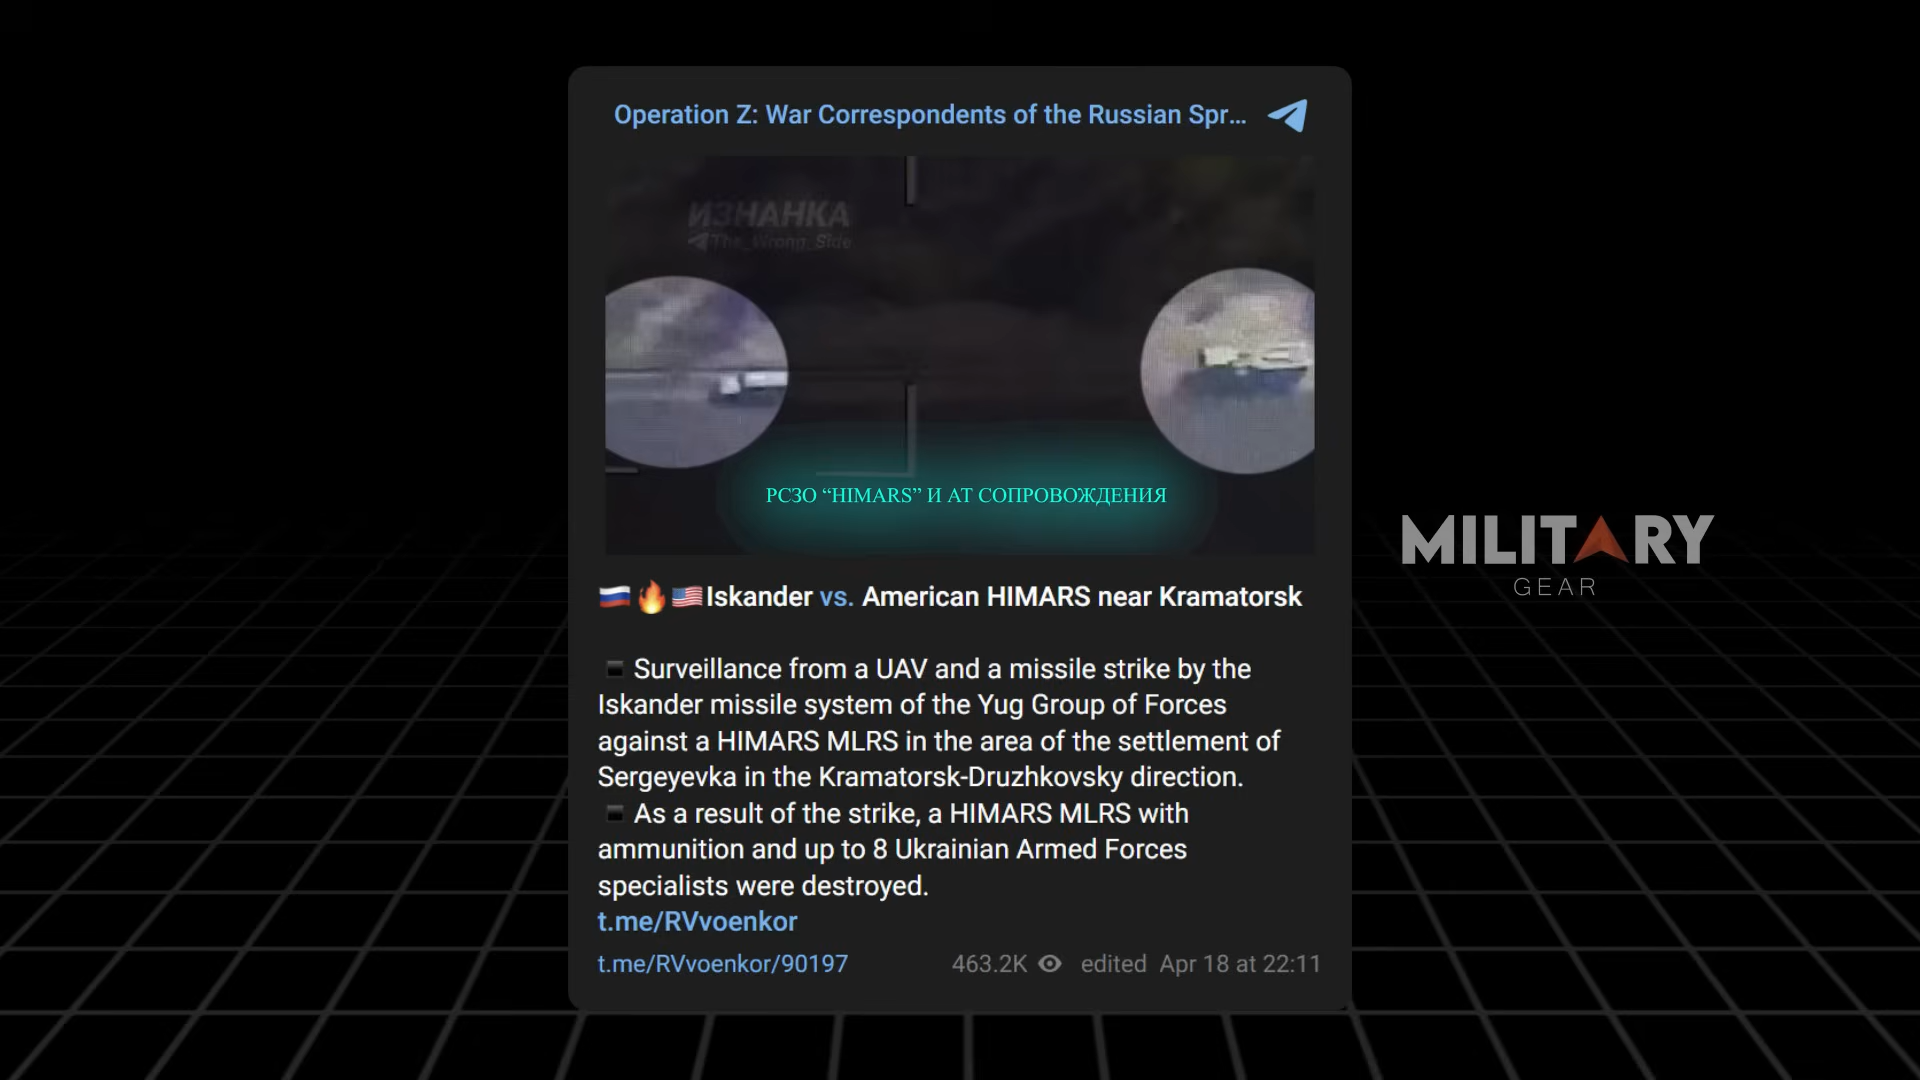 Operation Z: War Correspondents of the Russian Spr...
ИЗНАНКА
The_Wrong_Side
РСЗО “HIMARS” И АТ СОПРОВОЖДЕНИЯ
Iskander vs. American HIMARS near Kramatorsk
Surveillance from a UAV and a missile strike by the
Iskander missile system of the Yug Group of Forces
against a HIMARS MLRS in the area of the settlement of
Sergeyevka in the Kramatorsk-Druzhkovsky direction.
As a result of the strike, a HIMARS MLRS with
ammunition and up to 8 Ukrainian Armed Forces
specialists were destroyed.
t.me/RVvoenkor
t.me/RVvoenkor/90197 463.2K edited Apr 18 at 22:11
MILITARY
GEAR